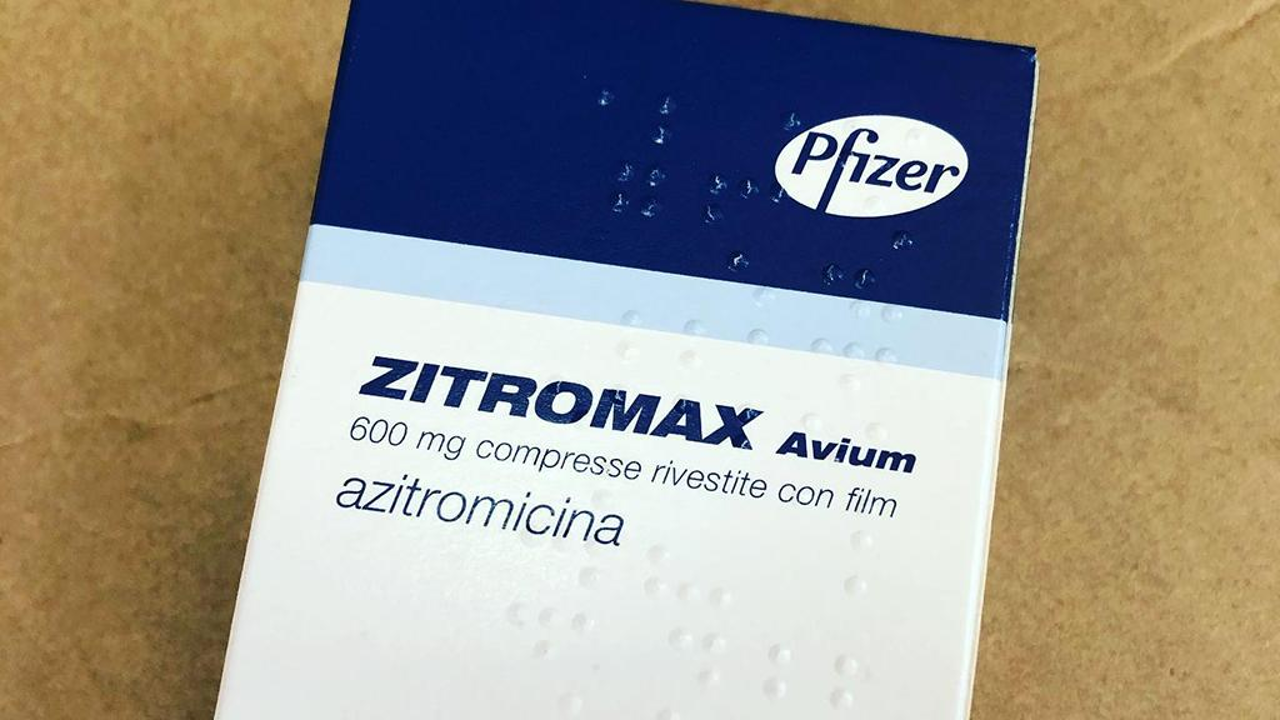 Pfizer
ZITROMAX Avium
600 mg compresse rivestite con film
azitromicina